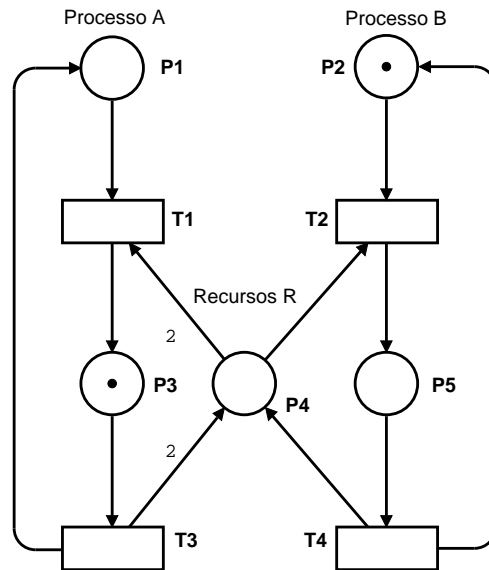 Processo A
Processo B
P1
P2
T1
T2
Recursos R
2
P3
P4
P5
2
T3
T4